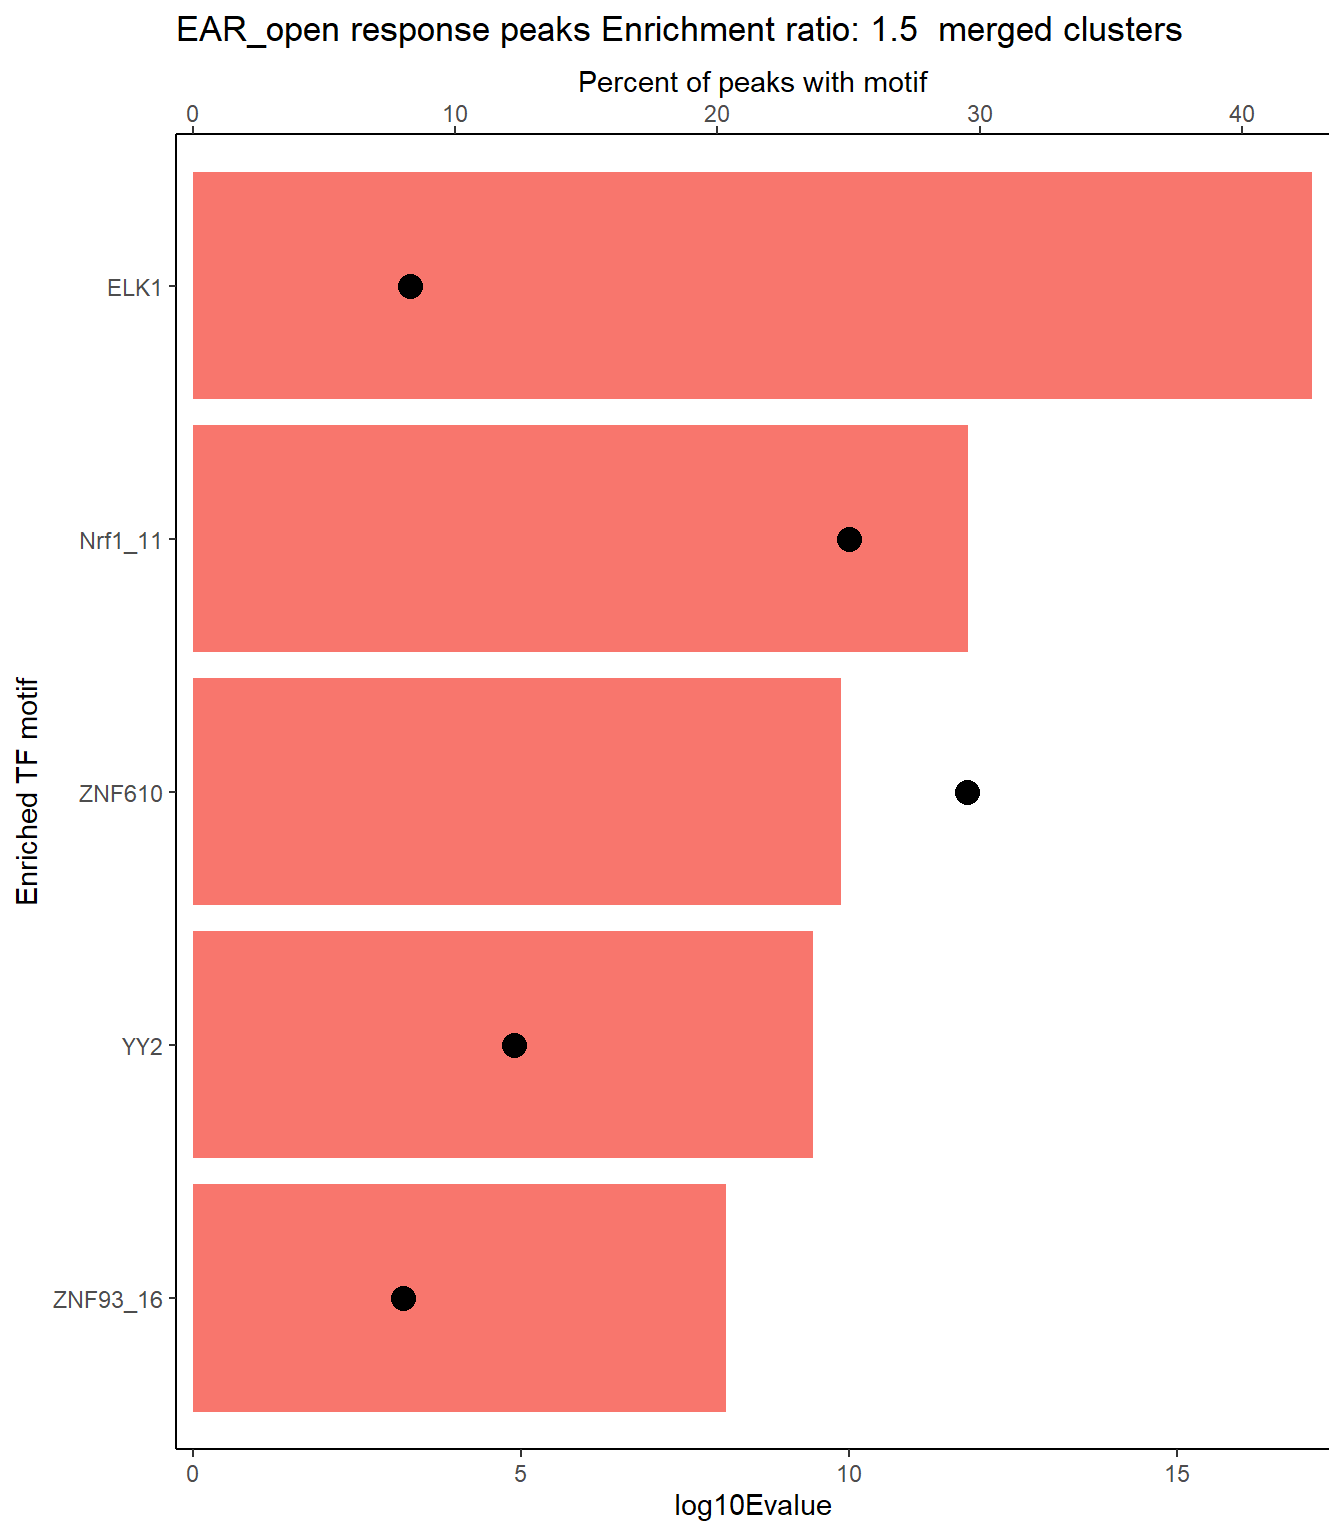 EAR_open response peaks Enrichment ratio: 1.5  merged clusters
Percent of peaks with motif
0 10 20 30 40
ELK1
Nrf1_11
ZNF610
YY2
ZNF93_16
Enriched TF motif
0 5 10 15
log10Evalue